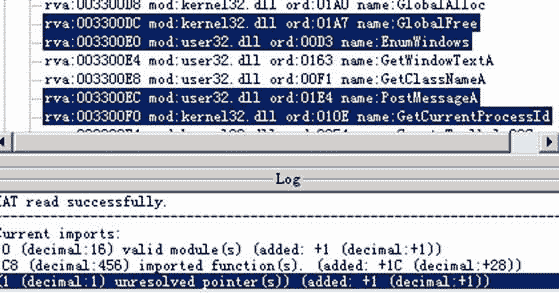 rva:003300D8 mod:kernel32.dll ord:01A0 name:GlobalAlloc
rva:003300DC mod:kernel32.dll ord:01A7 name:GlobalFree
rva:003300E0 mod:user32.dll ord:00D3 name:EnumWindows
rva:003300E4 mod:user32.dll ord:0163 name:GetWindowTextA
rva:003300E8 mod:user32.dll ord:00F1 name:GetClassNameA
rva:003300EC mod:user32.dll ord:01E4 name:PostMessageA
rva:003300F0 mod:kernel32.dll ord:010E name:GetCurrentProcessId
Log
IAT read successfully.
Current imports:
10 (decimal:16) valid module(s) (added: +1 (decimal:+1))
1C8 (decimal:456) imported function(s). (added: +1C (decimal:+28))
(1 (decimal:1) unresolved pointer(s)) (added: +1 (decimal:+1))